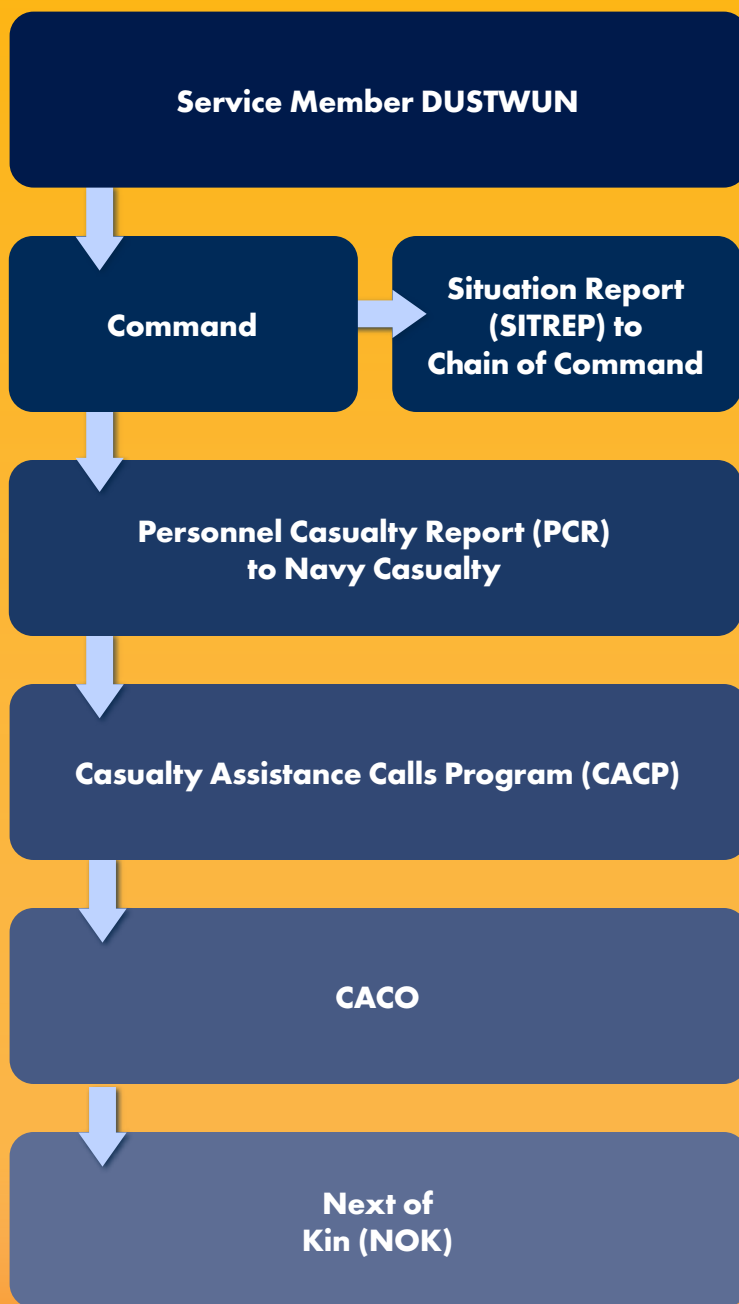 Service Member DUSTWUN
Command
Situation Report
(SITREP) to
Chain of Command
Personnel Casualty Report (PCR)
to Navy Casualty
Casualty Assistance Calls Program (CACP)
CACO
Next of
Kin (NOK)